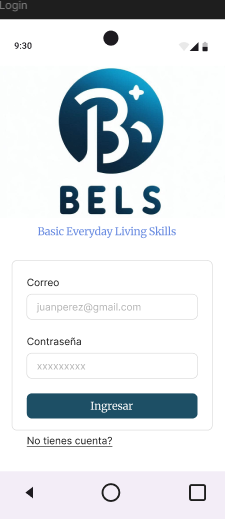 Login
9:30
B
BELS
Basic Everyday Living Skills
Correo
juanperez@gmail.com
Contraseña
xxxxxxxxx
Ingresar
No tienes cuenta?